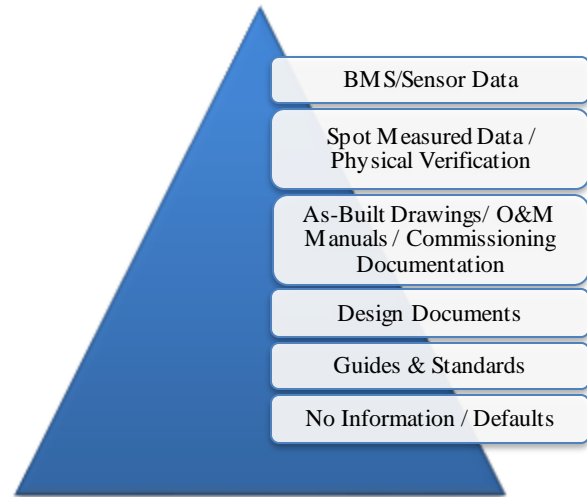 BMS/Sensor Data
Spot Measured Data /
Physical Verification
As-Built Drawings/ O&M
Manuals / Commissioning
Documentation
Design Documents
Guides & Standards
No Information / Defaults